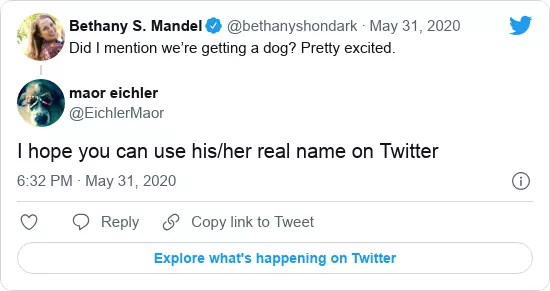 Bethany S. Mandel @bethanyshondark · May 31, 2020
Did I mention we’re getting a dog? Pretty excited.
maor eichler
@EichlerMaor
I hope you can use his/her real name on Twitter
6:32 PM · May 31, 2020
Reply Copy link to Tweet
Explore what's happening on Twitter